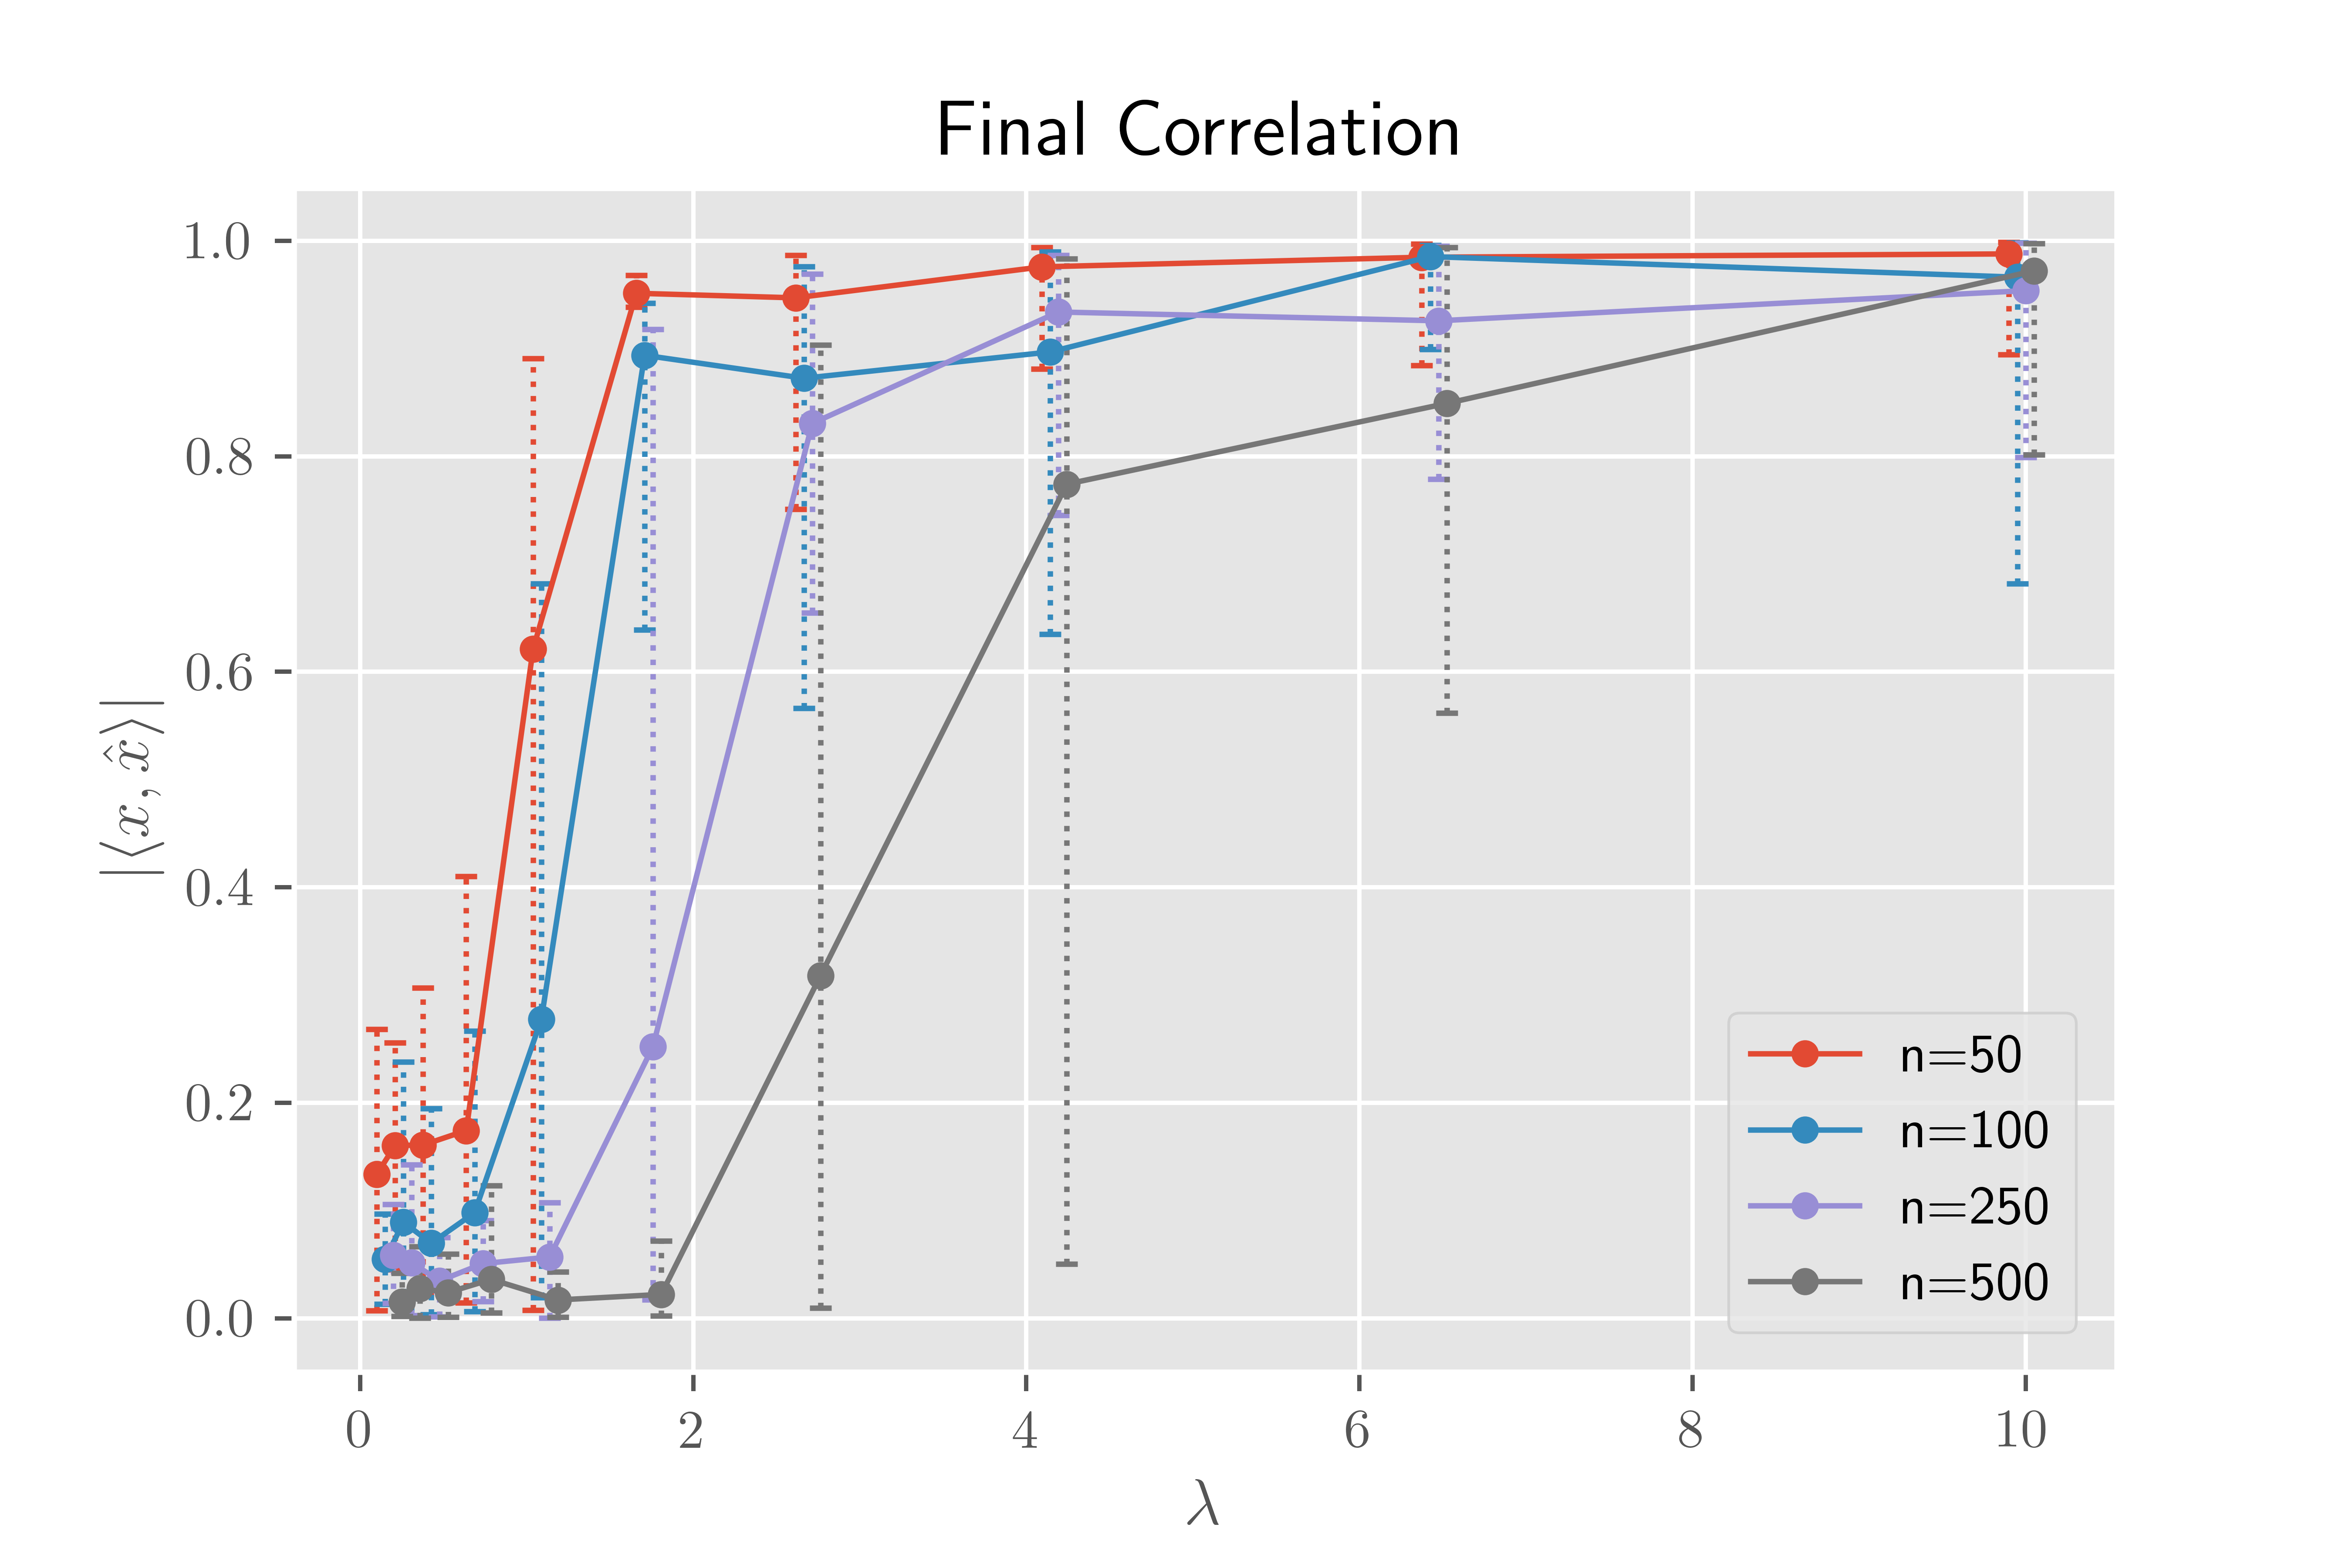 Final Correlation
|⟨x, x̂⟩|
1.0
0.8
0.6
0.4
0.2
0.0
0 2 4 6 8 10
λ
n=50
n=100
n=250
n=500